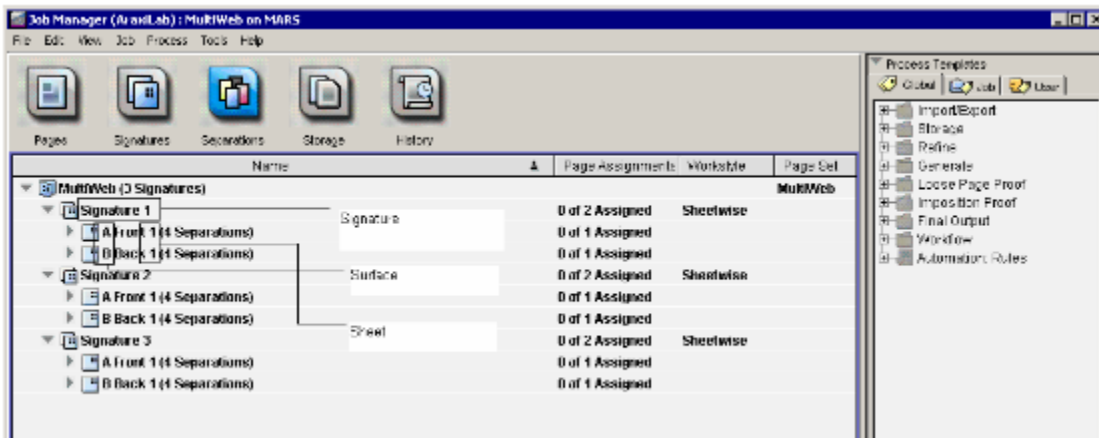 Job Manager (AraxiLab) : MultiWeb on MARS
File Edit View Job Process Tools Help
Pages Signatures Separations Storage History
Process Templates
Global Job User
Import/Export
Storage
Refine
Generate
Loose Page Proof
Imposition Proof
Final Output
Workflow
Automation Rules
Name Page Assignments Workstyle Page Set
MultiWeb (3 Signatures) MultiWeb
Signature 1 Signature 0 of 2 Assigned Sheetwise
A Front 1 (4 Separations) 0 of 1 Assigned
B Back 1 (4 Separations) 0 of 1 Assigned
Signature 2 Surface 0 of 2 Assigned Sheetwise
A Front 1 (4 Separations) 0 of 1 Assigned
B Back 1 (4 Separations) 0 of 1 Assigned
Sheet
Signature 3 0 of 2 Assigned Sheetwise
A Front 1 (4 Separations) 0 of 1 Assigned
B Back 1 (4 Separations) 0 of 1 Assigned